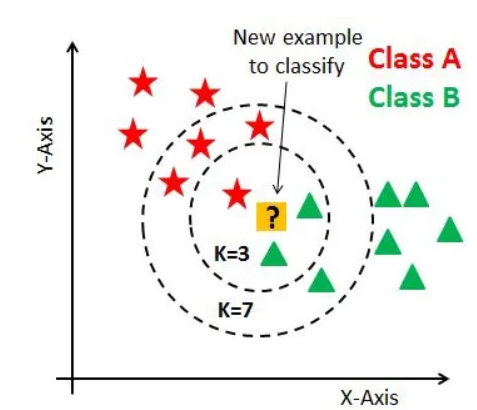 New example
to classify
Class A
Class B
Y-Axis
?
K=3
K=7
X-Axis